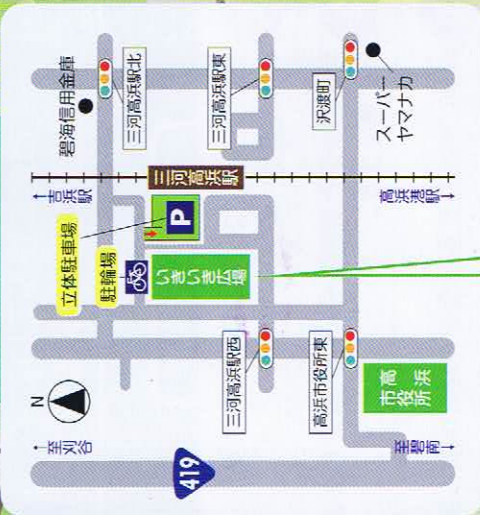 碧海信用金庫
三河高浜駅北
三河高浜駅東
沢渡町
スーパー
ヤマナカ
吉浜駅
三河高浜駅
高浜港駅
立体駐車場
駐輪場
P
いきいき広場
三河高浜駅西
高浜市役所東
高浜
市役所
N
至刈谷
419
至碧南